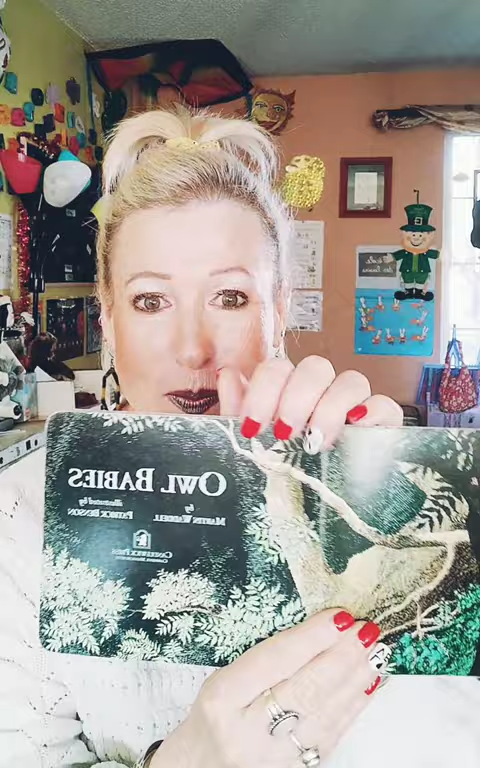 OWL BABIES
by
MARTIN WADDELL
illustrated by
PATRICK BENSON
CANDLEWICK PRESS